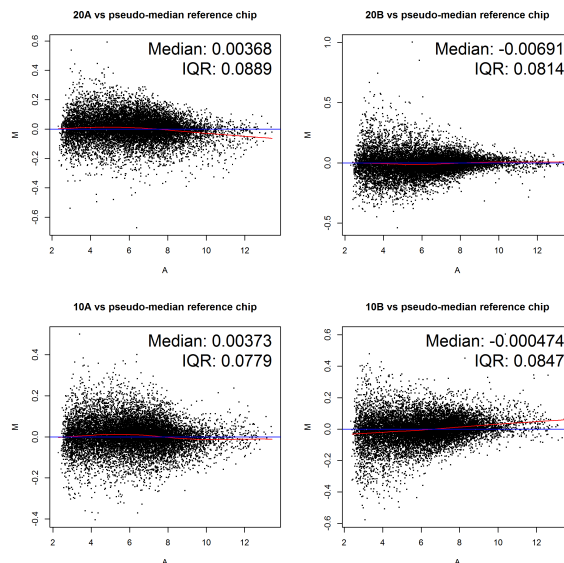 20A vs pseudo-median reference chip
Median: 0.00368
IQR: 0.0889
0.6
0.4
0.2
0.0
-0.2
-0.4
-0.6
M
2 4 6 8 10 12
A
20B vs pseudo-median reference chip
Median: -0.00691
IQR: 0.0814
1.0
0.5
0.0
-0.5
M
2 4 6 8 10 12
A
10A vs pseudo-median reference chip
Median: 0.00373
IQR: 0.0779
0.4
0.2
0.0
-0.2
-0.4
M
2 4 6 8 10 12
A
10B vs pseudo-median reference chip
Median: -0.000474
IQR: 0.0847
0.6
0.4
0.2
0.0
-0.2
-0.4
-0.6
M
2 4 6 8 10 12
A